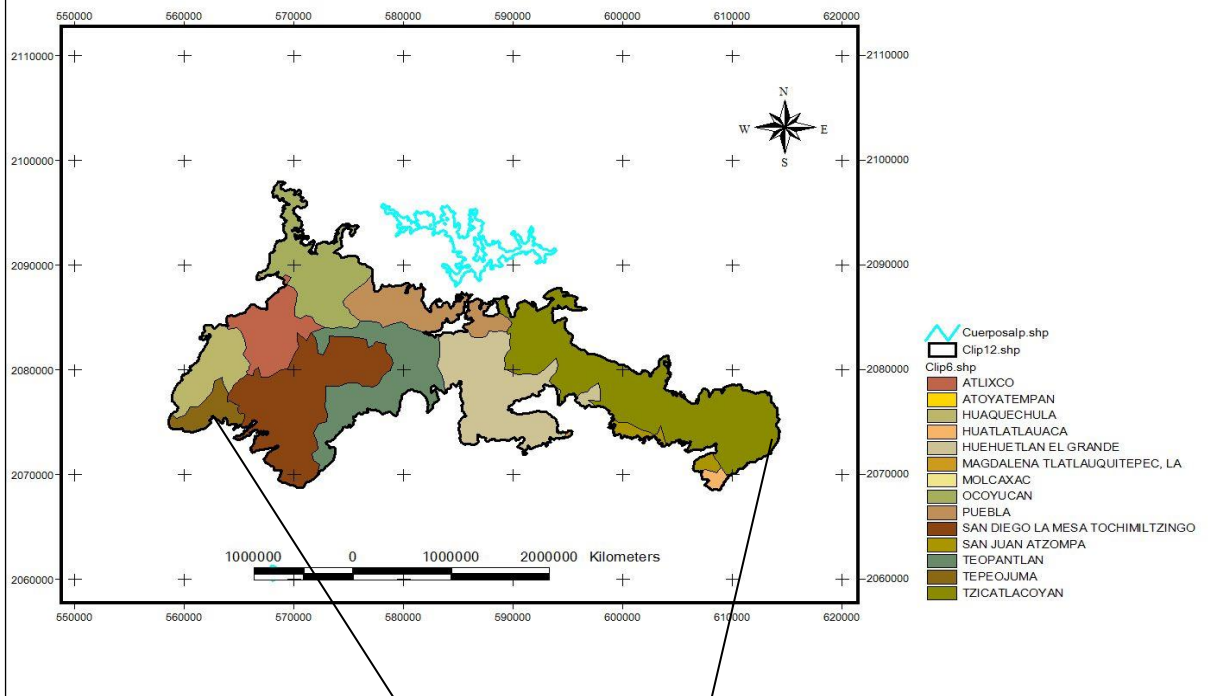 550000 560000 570000 580000 590000 600000 610000 620000
2110000 2110000
N
W E
S
2100000 2100000
2090000 2090000
2080000 2080000
2070000 2070000
2060000 2060000
1000000 0 1000000 2000000 Kilometers
550000 560000 570000 580000 590000 600000 610000 620000
Cuerposalp.shp
Clip12.shp
Clip6.shp
ATLIXCO
ATOYATEMPAN
HUAQUECHULA
HUATLATLAUACA
HUEHUETLAN EL GRANDE
MAGDALENA TLATLAUQUITEPEC, LA
MOLCAXAC
OCOYUCAN
PUEBLA
SAN DIEGO LA MESA TOCHIMILTZINGO
SAN JUAN ATZOMPA
TEOPANTLAN
TEPEOJUMA
TZICATLACOYAN